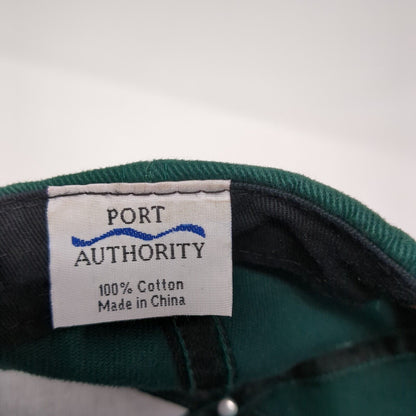 PORT
AUTHORITY
100% Cotton
Made in China